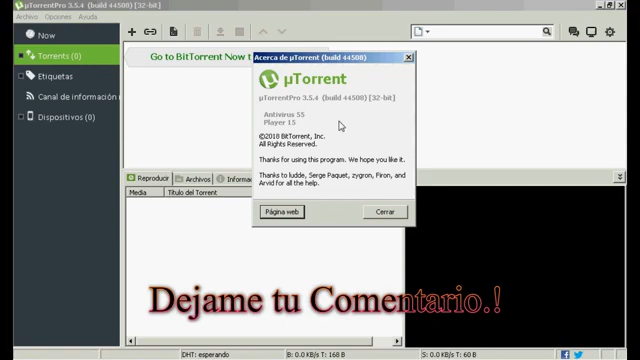 µTorrentPro 3.5.4 (build 44508) [32-bit]
Archivo Opciones Ayuda
Now
Go to BitTorrent Now t
Torrents (0)
Etiquetas
Canal de información
Dispositivos (0)
Acerca de µTorrent (build 44508)
µTorrent
µTorrentPro 3.5.4 (build 44508) [32-bit]
Antivirus 55
Player 15
©2018 BitTorrent, Inc.
All Rights Reserved.
Thanks for using this program. We hope you like it.
Thanks to ludde, Serge Paquet, zygron, Firon, and
Arvid for all the help.
Página web
Cerrar
Reproducir Archivos Informa
Media Título del Torrent
Dejame tu Comentario.!
DHT: esperando B: 0.0 KB/s T: 168 B S: 0.0 KB/s T: 60 B